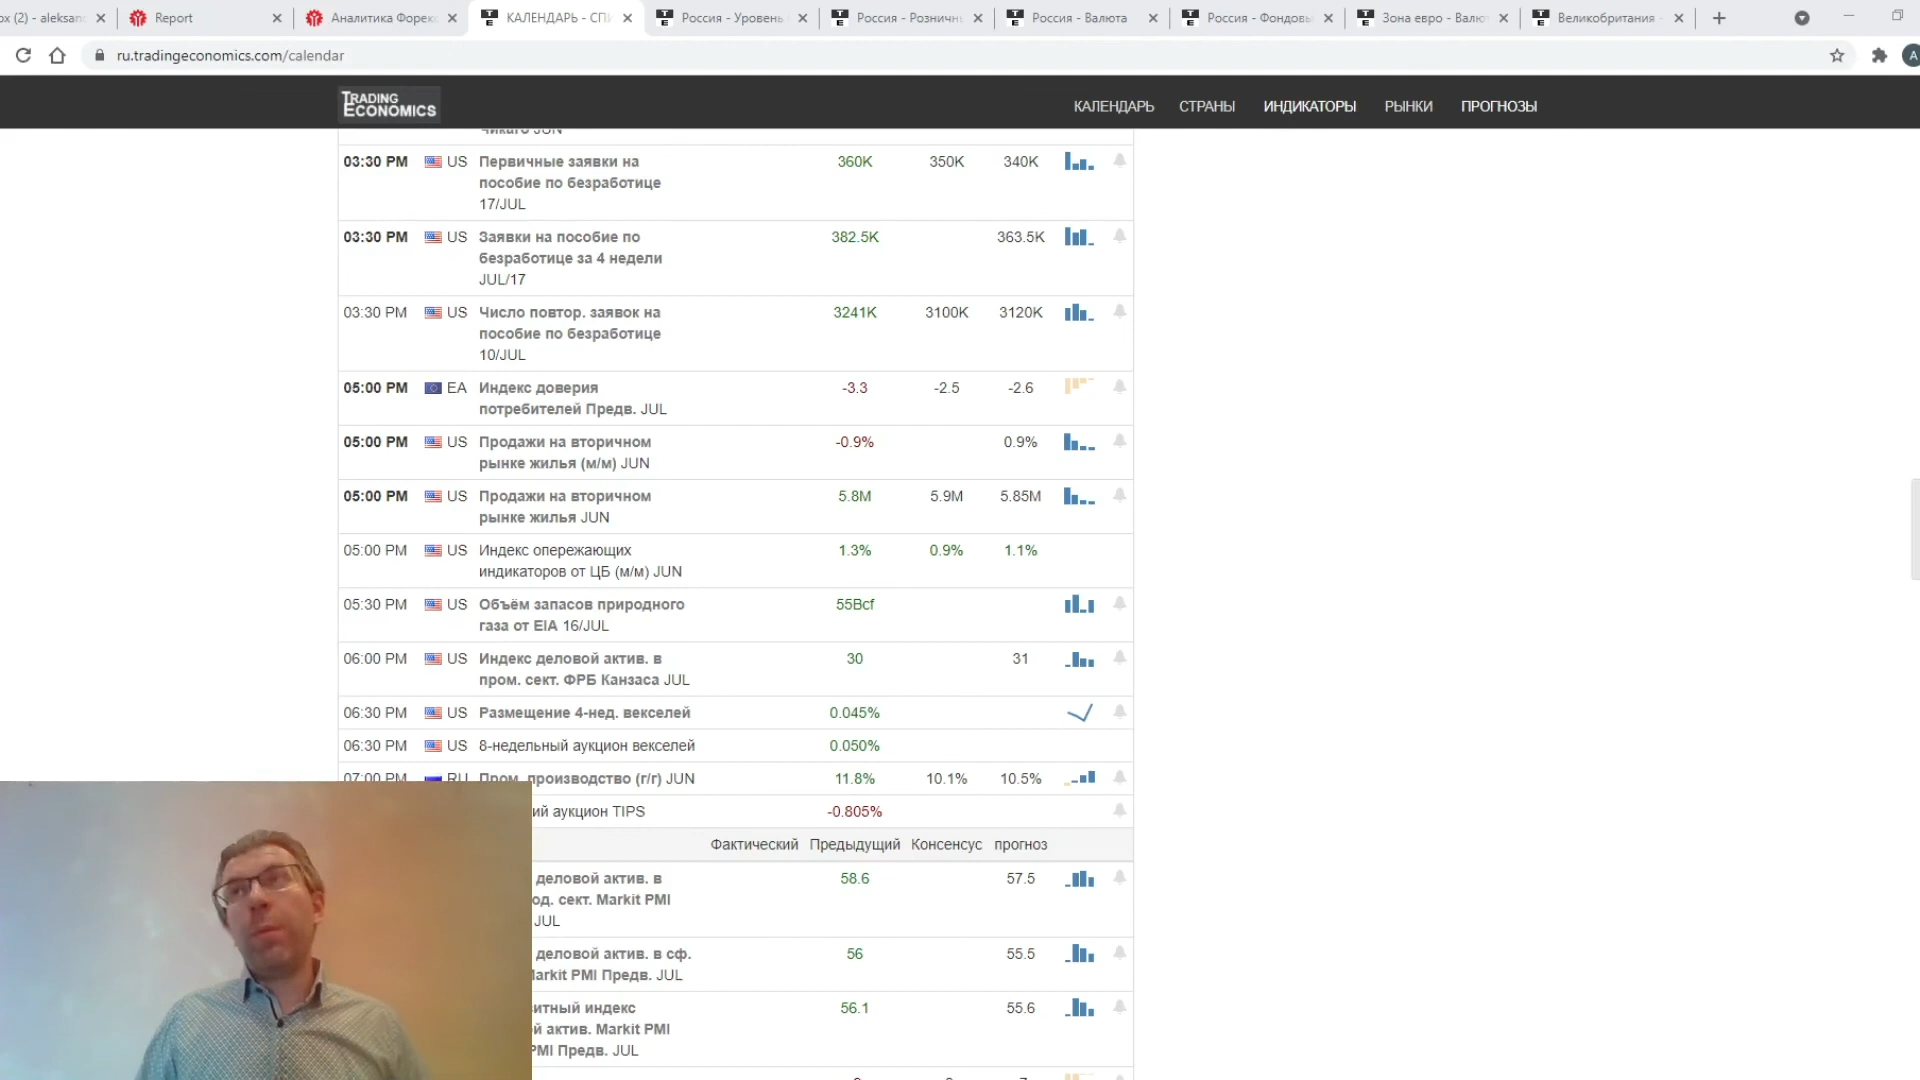 ox (2) - aleksan
Report
Аналитика Форекс
КАЛЕНДАРЬ - СПИ
Россия - Уровень
Россия - Розничн
Россия - Валюта
Россия - Фондовы
Зона евро - Валют
Великобритания -
ru.tradingeconomics.com/calendar
A
TRADING
ECONOMICS
КАЛЕНДАРЬ СТРАНЫ ИНДИКАТОРЫ РЫНКИ ПРОГНОЗЫ
Чикаго JUN
03:30 PM US Первичные заявки на 360K 350K 340K
пособие по безработице
17/JUL
03:30 PM US Заявки на пособие по 382.5K 363.5K
безработице за 4 недели
JUL/17
03:30 PM US Число повтор. заявок на 3241K 3100K 3120K
пособие по безработице
10/JUL
05:00 PM EA Индекс доверия -3.3 -2.5 -2.6
потребителей Предв. JUL
05:00 PM US Продажи на вторичном -0.9% 0.9%
рынке жилья (м/м) JUN
05:00 PM US Продажи на вторичном 5.8M 5.9M 5.85M
рынке жилья JUN
05:00 PM US Индекс опережающих 1.3% 0.9% 1.1%
индикаторов от ЦБ (м/м) JUN
05:30 PM US Объём запасов природного 55Bcf
газа от EIA 16/JUL
06:00 PM US Индекс деловой актив. в 30 31
пром. сект. ФРБ Канзаса JUL
06:30 PM US Размещение 4-нед. векселей 0.045%
06:30 PM US 8-недельный аукцион векселей 0.050%
07:00 PM RU Пром. производство (г/г) JUN 11.8% 10.1% 10.5%
ий аукцион TIPS -0.805%
Фактический Предыдущий Консенсус прогноз
деловой актив. в 58.6 57.5
од. сект. Markit PMI
JUL
деловой актив. в сф. 56 55.5
Markit PMI Предв. JUL
итный индекс 56.1 55.6
й актив. Markit PMI
PMI Предв. JUL